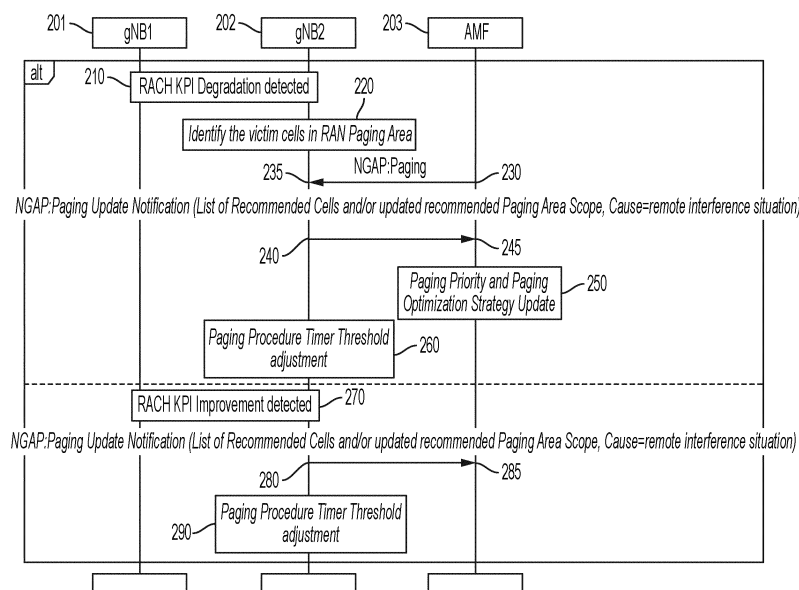 201 gNB1 202 gNB2 203 AMF
alt
210 RACH KPI Degradation detected
220
Identify the victim cells in RAN Paging Area
235 NGAP:Paging 230
NGAP:Paging Update Notification (List of Recommended Cells and/or updated recommended Paging Area Scope, Cause=remote interference situation)
240 245
Paging Priority and Paging
Optimization Strategy Update
250
Paging Procedure Timer Threshold
adjustment
260
RACH KPI Improvement detected 270
NGAP:Paging Update Notification (List of Recommended Cells and/or updated recommended Paging Area Scope, Cause=remote interference situation)
280 285
Paging Procedure Timer Threshold
adjustment
290